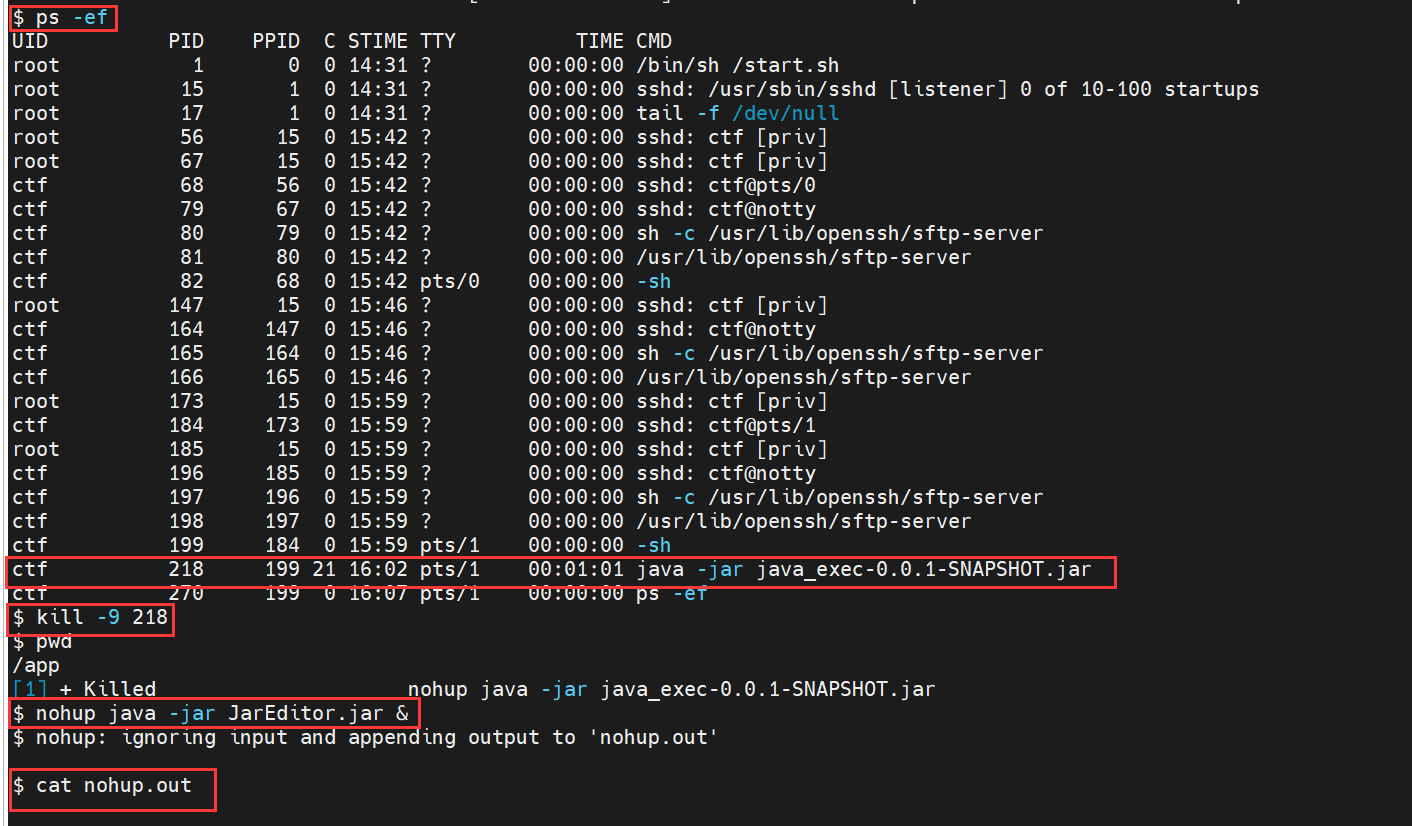 $ ps -ef
UID          PID    PPID  C STIME TTY          TIME CMD
root           1       0  0 14:31 ?        00:00:00 /bin/sh /start.sh
root          15       1  0 14:31 ?        00:00:00 sshd: /usr/sbin/sshd [listener] 0 of 10-100 startups
root          17       1  0 14:31 ?        00:00:00 tail -f /dev/null
root          56      15  0 15:42 ?        00:00:00 sshd: ctf [priv]
root          67      15  0 15:42 ?        00:00:00 sshd: ctf [priv]
ctf           68      56  0 15:42 ?        00:00:00 sshd: ctf@pts/0
ctf           79      67  0 15:42 ?        00:00:00 sshd: ctf@notty
ctf           80      79  0 15:42 ?        00:00:00 sh -c /usr/lib/openssh/sftp-server
ctf           81      80  0 15:42 ?        00:00:00 /usr/lib/openssh/sftp-server
ctf           82      68  0 15:42 pts/0    00:00:00 -sh
root         147      15  0 15:46 ?        00:00:00 sshd: ctf [priv]
ctf          164     147  0 15:46 ?        00:00:00 sshd: ctf@notty
ctf          165     164  0 15:46 ?        00:00:00 sh -c /usr/lib/openssh/sftp-server
ctf          166     165  0 15:46 ?        00:00:00 /usr/lib/openssh/sftp-server
root         173      15  0 15:59 ?        00:00:00 sshd: ctf [priv]
ctf          184     173  0 15:59 ?        00:00:00 sshd: ctf@pts/1
root         185      15  0 15:59 ?        00:00:00 sshd: ctf [priv]
ctf          196     185  0 15:59 ?        00:00:00 sshd: ctf@notty
ctf          197     196  0 15:59 ?        00:00:00 sh -c /usr/lib/openssh/sftp-server
ctf          198     197  0 15:59 ?        00:00:00 /usr/lib/openssh/sftp-server
ctf          199     184  0 15:59 pts/1    00:00:00 -sh
ctf          218     199 21 16:02 pts/1    00:01:01 java -jar java_exec-0.0.1-SNAPSHOT.jar
ctf          270     199  0 16:07 pts/1    00:00:00 ps -ef
$ kill -9 218
$ pwd
/app
[1] + Killed                     nohup java -jar java_exec-0.0.1-SNAPSHOT.jar
$ nohup java -jar JarEditor.jar &
$ nohup: ignoring input and appending output to 'nohup.out'
$ cat nohup.out